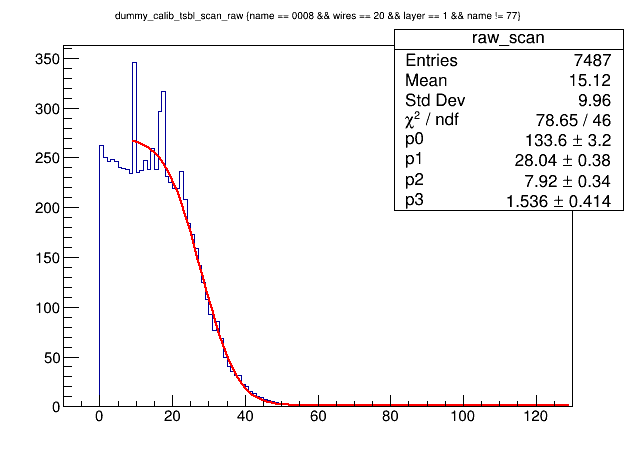 dummy_calib_tsbl_scan_raw {name == 0008 && wires == 20 && layer == 1 && name != 77}
raw_scan
Entries 7487
Mean 15.12
Std Dev 9.96
χ² / ndf 78.65 / 46
p0 133.6 ± 3.2
p1 28.04 ± 0.38
p2 7.92 ± 0.34
p3 1.536 ± 0.414
350
300
250
200
150
100
50
0
0 20 40 60 80 100 120